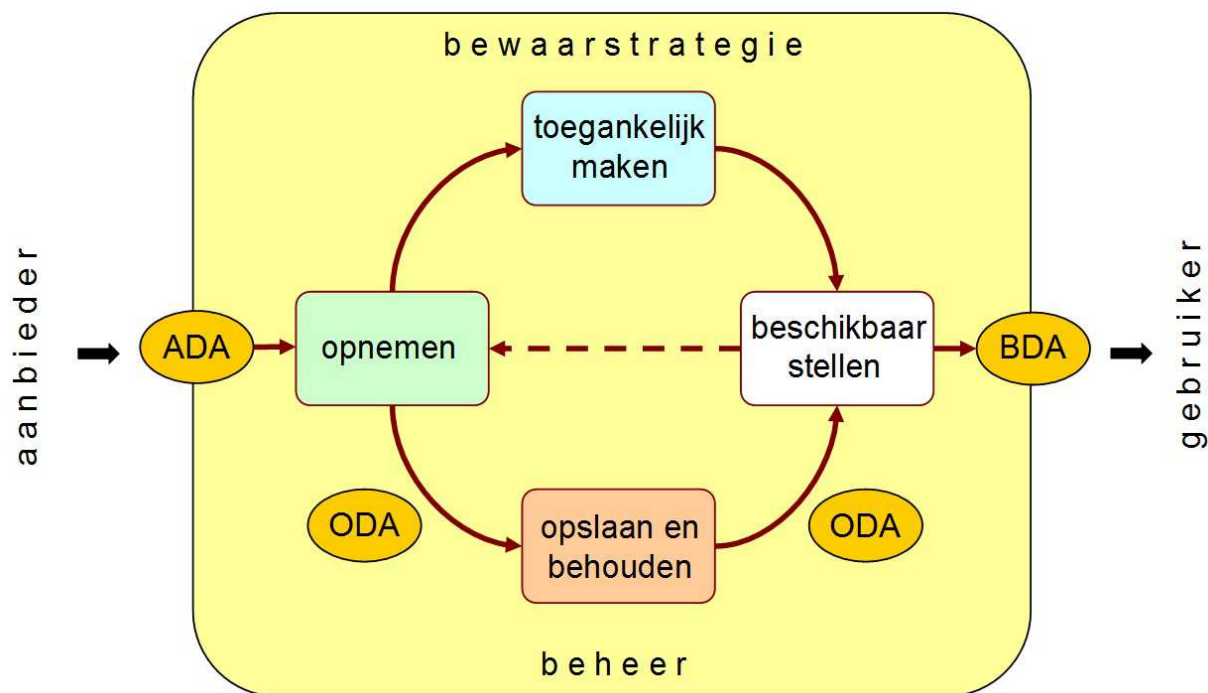 bewaarstrategie
toegankelijk
maken
aanbieder
ADA
opnemen
beschikbaar
stellen
BDA
gebruiker
ODA
opslaan en
behouden
ODA
beheer